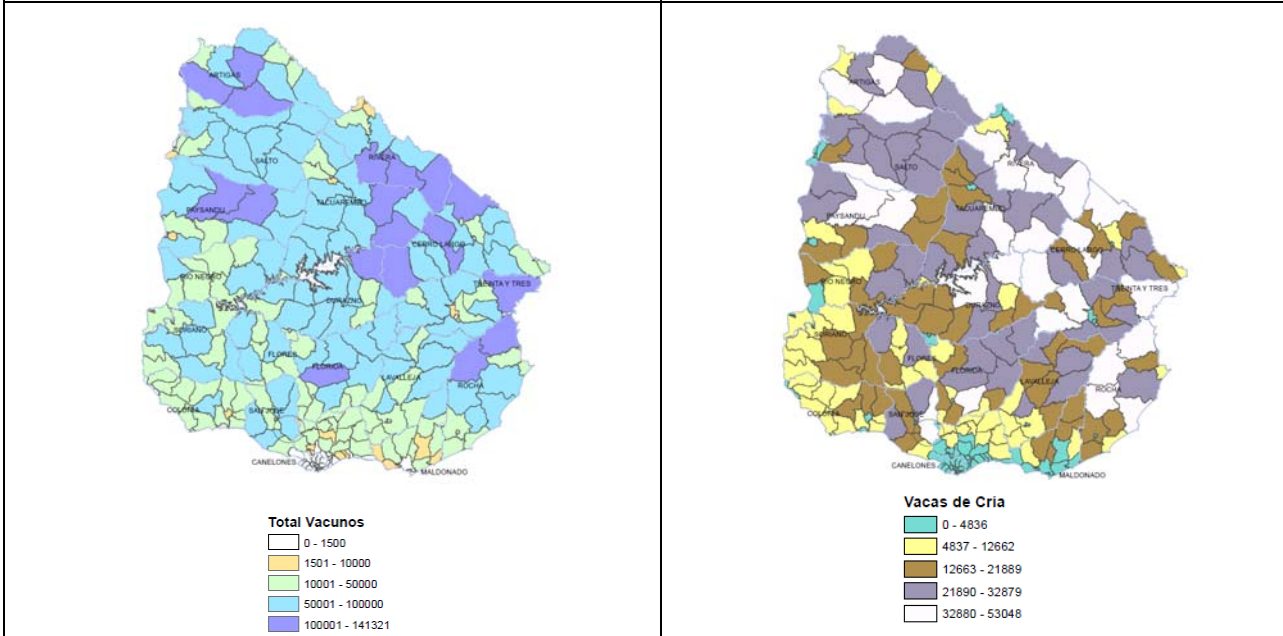 ARTIGAS
SALTO
RIVERA
PAYSANDU
TACUAREMBO
CERRO LARGO
RIO NEGRO
TREINTA Y TRES
DURAZNO
SORIANO
FLORES
FLORIDA
LAVALLEJA
ROCHA
COLONIA
SAN JOSE
CANELONES
MALDONADO
Total Vacunos
0 - 1500
1501 - 10000
10001 - 50000
50001 - 100000
100001 - 141321
ARTIGAS
RIVERA
SALTO
PAYSANDU
TACUAREMBO
CERRO LARGO
RIO NEGRO
TREINTA Y TRES
DURAZNO
SORIANO
FLORES
FLORIDA
LAVALLEJA
ROCHA
COLONIA
SAN JOSE
CANELONES
MALDONADO
Vacas de Cria
0 - 4836
4837 - 12662
12663 - 21889
21890 - 32879
32880 - 53048